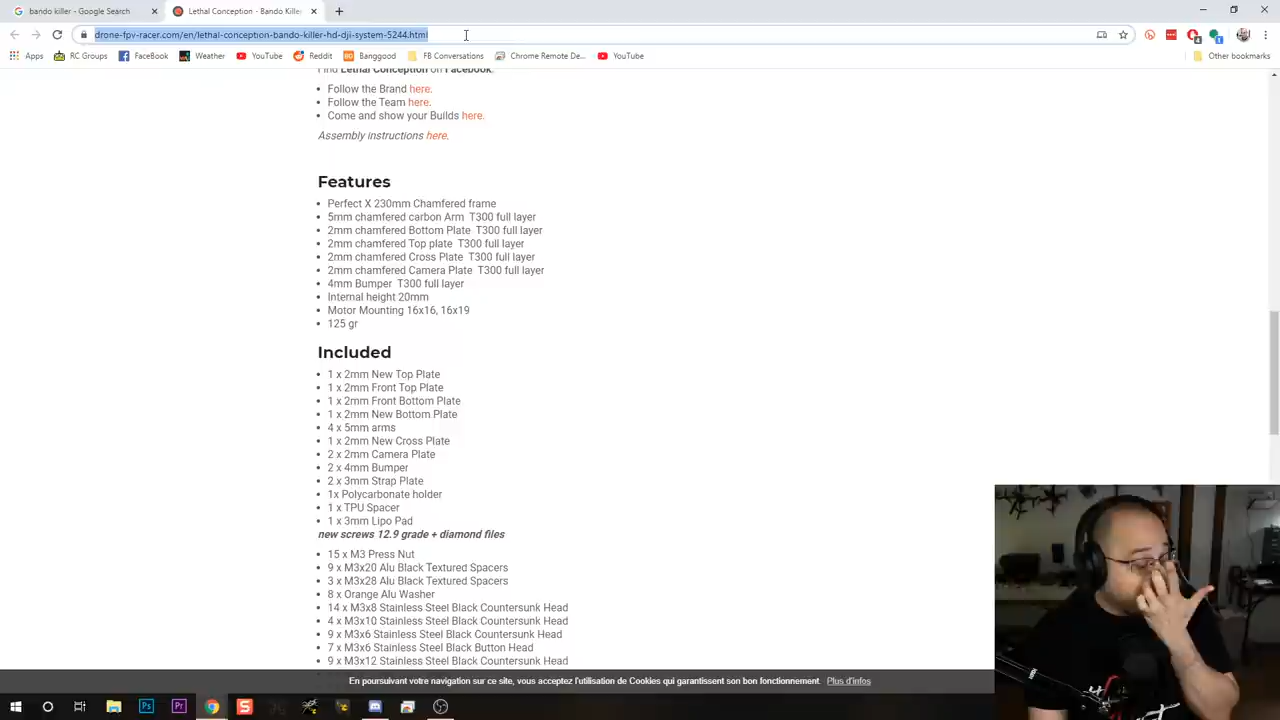 bando killer - Google Search
Lethal Conception - Bando Killer
drone-fpv-racer.com/en/lethal-conception-bando-killer-hd-dji-system-5244.html
Apps
RC Groups
Facebook
Weather
YouTube
Reddit
Banggood
FB Conversations
Chrome Remote De...
YouTube
Other bookmarks
Find Lethal Conception on Facebook.
Follow the Brand here.
Follow the Team here.
Come and show your Builds here.
Assembly instructions here.
Features
Perfect X 230mm Chamfered frame
5mm chamfered carbon Arm T300 full layer
2mm chamfered Bottom Plate T300 full layer
2mm chamfered Top plate T300 full layer
2mm chamfered Cross Plate T300 full layer
2mm chamfered Camera Plate T300 full layer
4mm Bumper T300 full layer
Internal height 20mm
Motor Mounting 16x16, 16x19
125 gr
Included
1 x 2mm New Top Plate
1 x 2mm Front Top Plate
1 x 2mm Front Bottom Plate
1 x 2mm New Bottom Plate
4 x 5mm arms
1 x 2mm New Cross Plate
2 x 2mm Camera Plate
2 x 4mm Bumper
2 x 3mm Strap Plate
1x Polycarbonate holder
1 x TPU Spacer
1 x 3mm Lipo Pad
new screws 12.9 grade + diamond files
15 x M3 Press Nut
9 x M3x20 Alu Black Textured Spacers
3 x M3x28 Alu Black Textured Spacers
8 x Orange Alu Washer
14 x M3x8 Stainless Steel Black Countersunk Head
4 x M3x10 Stainless Steel Black Countersunk Head
9 x M3x6 Stainless Steel Black Countersunk Head
7 x M3x6 Stainless Steel Black Button Head
9 x M3x12 Stainless Steel Black Countersunk Head
En poursuivant votre navigation sur ce site, vous acceptez l'utilisation de Cookies qui garantissent son bon fonctionnement. Plus d'infos